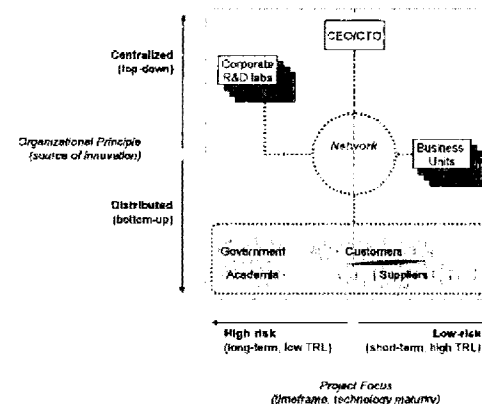 CEO/CTO
Centralized
(top-down)
Corporate
R&D labs
Organizational Principle
(source of innovation)
Network
Business
Units
Distributed
(bottom-up)
Government
Customers
Academia
Suppliers
High risk
(long-term, low TRL)
Low-risk
(short-term, high TRL)
Project Focus
(timeframe, technology maturity)